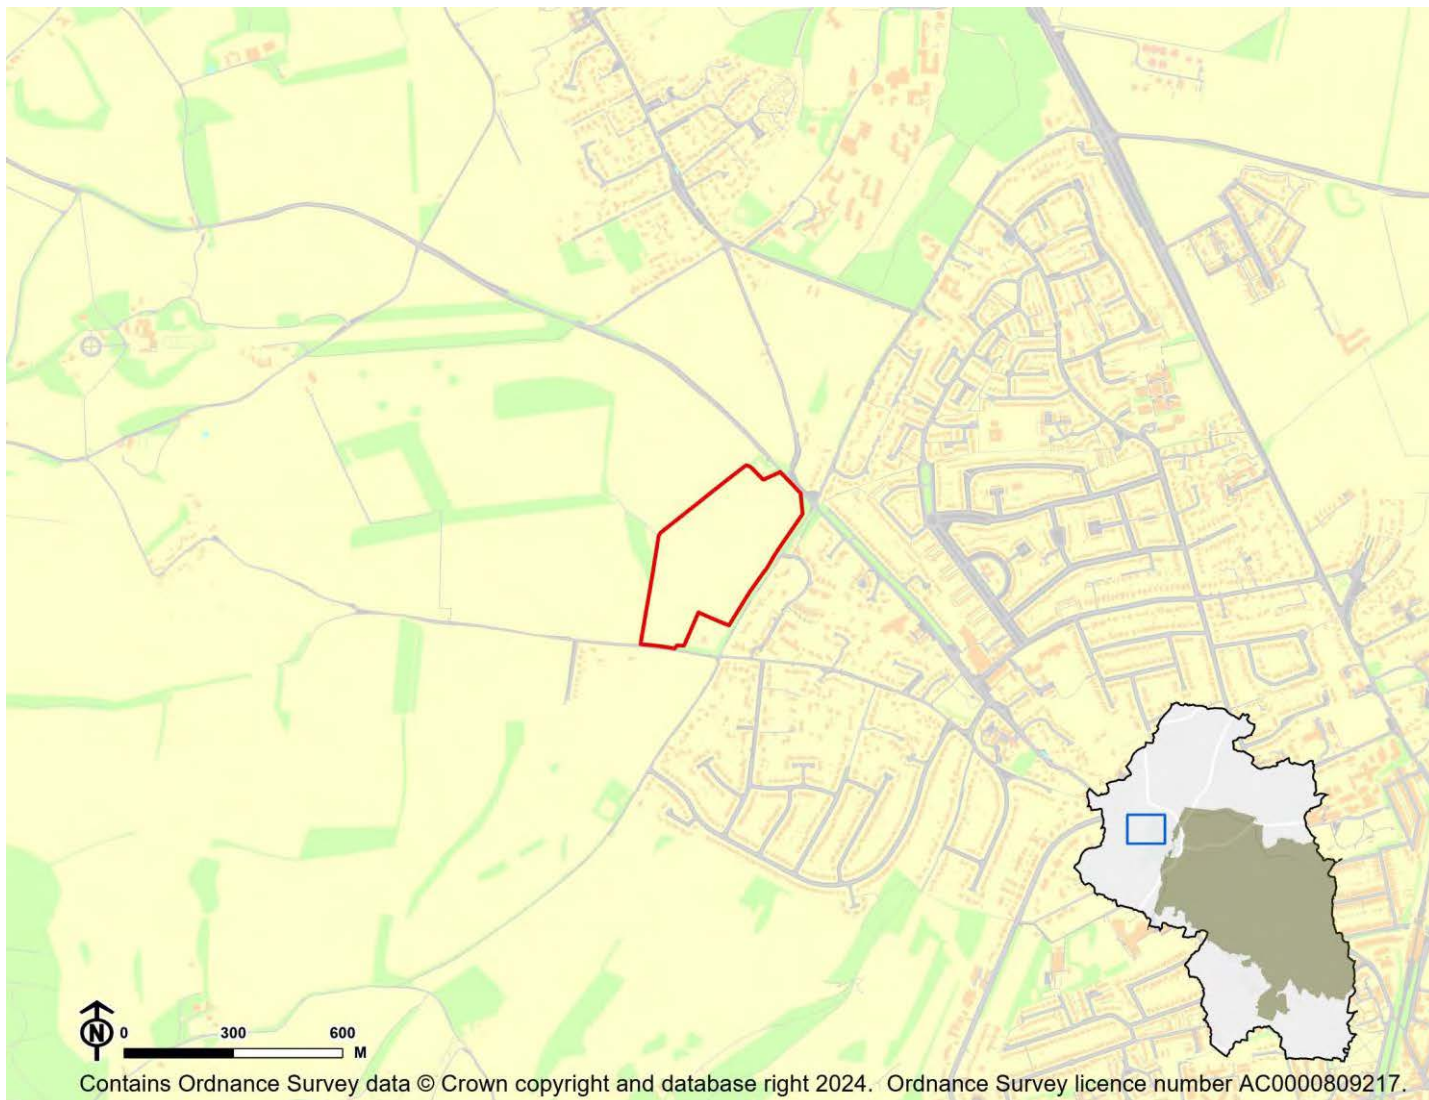 N
0 300 600
M
Contains Ordnance Survey data © Crown copyright and database right 2024. Ordnance Survey licence number AC0000809217.